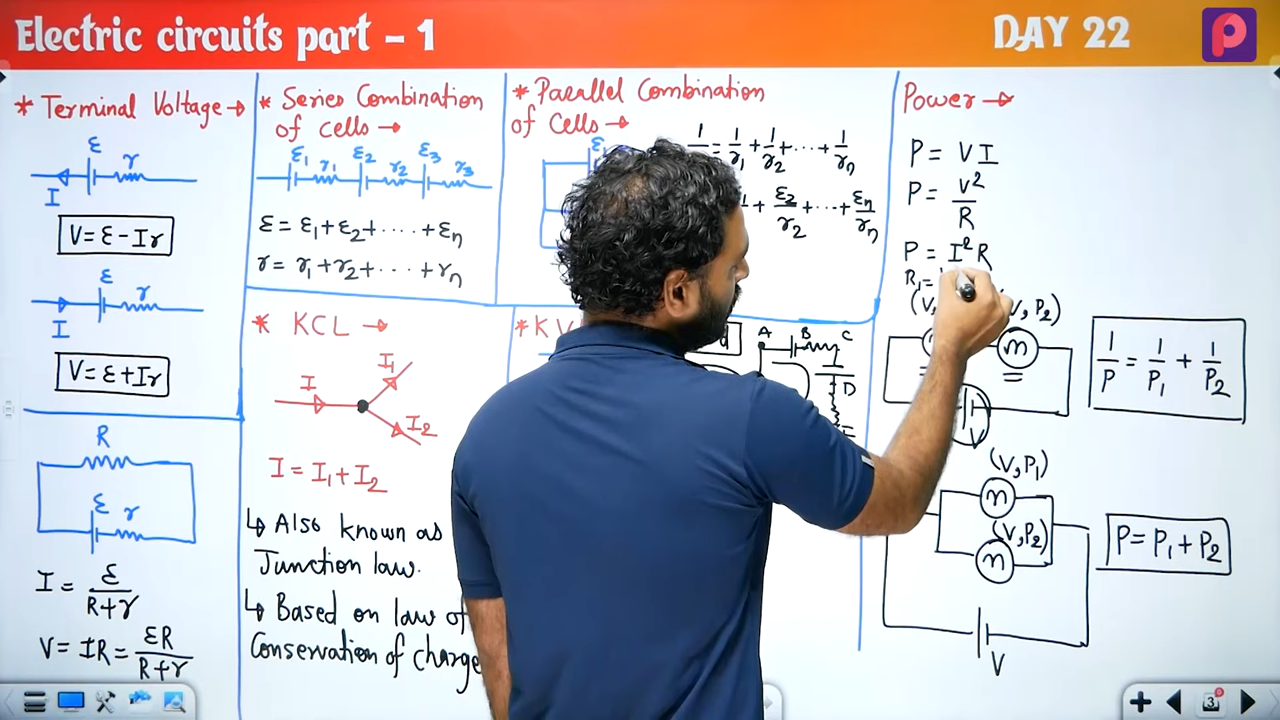 Electric circuits part – 1
DAY 22
* Terminal Voltage →
ε r
I
V = ε - Ir
ε r
I
V = ε + Ir
R
ε r
I = ε/(R+r)
V = IR = εR/(R+r)
* Series Combination
of cells →
ε1 r1 ε2 r2 ε3 r3
ε = ε1+ε2+.....+εn
r = r1+r2+.....+rn
* KCL →
I I1
I2
I = I1+I2
↳ Also known as
Junction law.
↳ Based on law of
Conservation of charge
* Parallel Combination
of Cells →
= 1/r1 + 1/r2 +.....+ 1/rn
+ ε2/r2 +.....+ εn/rn
* K
A B C
D
Power →
P = VI
P = V²/R
P = I²R
R1 =
(V, , P2)
m
V
1/P = 1/P1 + 1/P2
(V, P1)
m
(V, P2)
m
V
P = P1 + P2
3